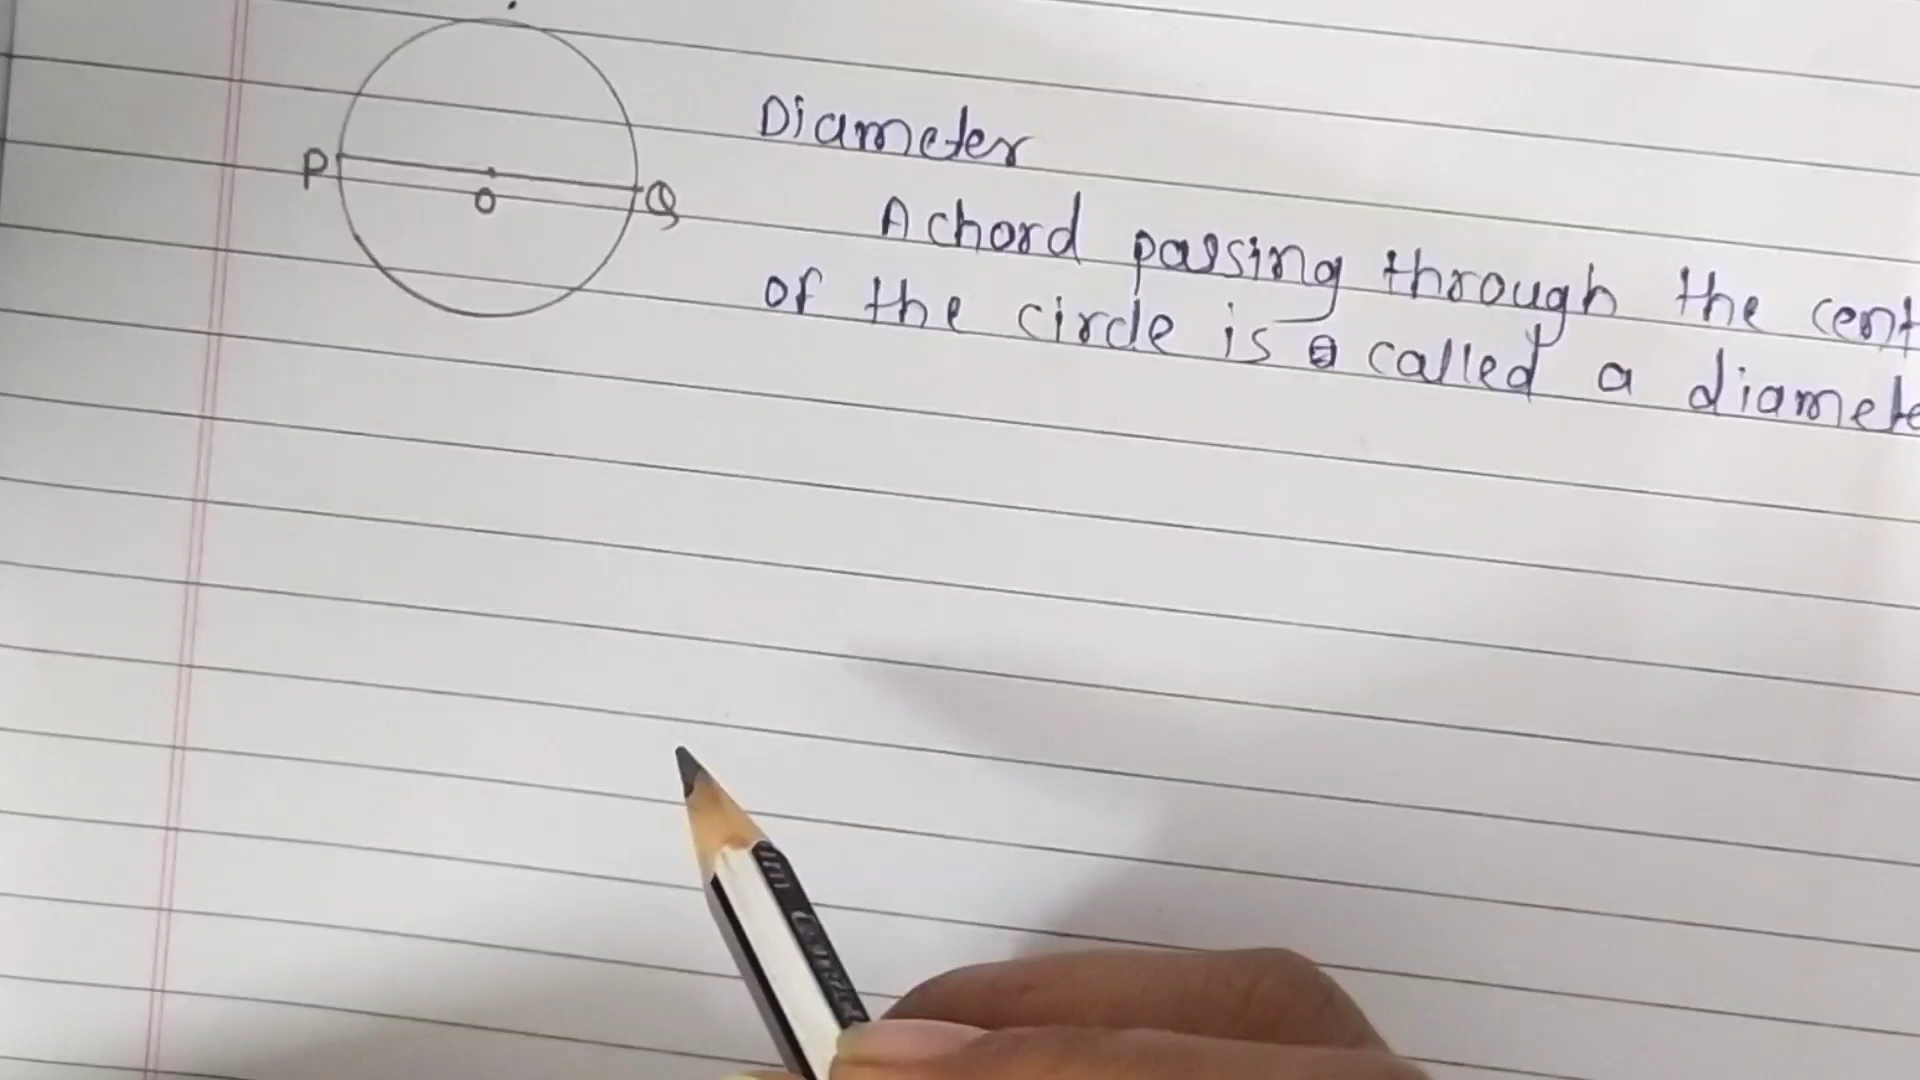 P
O
Q
Diameter
A chord passing through the cent
of the circle is a called a diamete